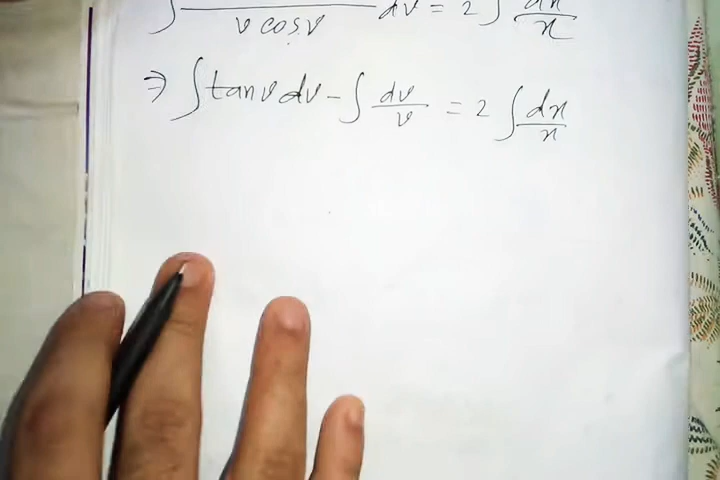 ∫ ――― dv = 2 ∫ dx/x
v cos v
⇒ ∫ tan v dv - ∫ dv/v = 2 ∫ dx/x